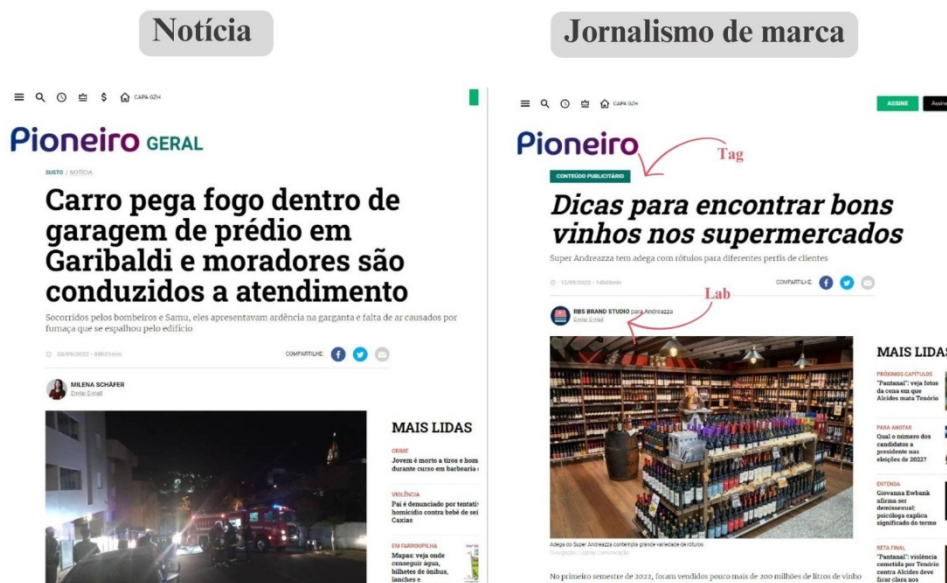 Notícia
CAPA GZH
Pioneiro GERAL
SUSTO / NOTÍCIA
Carro pega fogo dentro de
garagem de prédio em
Garibaldi e moradores são
conduzidos a atendimento
Socorridos pelos bombeiros e Samu, eles apresentavam ardência na garganta e falta de ar causados por
fumaça que se espalhou pelo edifício
COMPARTILHE
MILENA SCHÄFER
Enviar E-mail
MAIS LIDAS
CRIME
Jovem é morto a tiros e hom
durante curso em barbearia
VIOLÊNCIA
Pai é denunciado por tentati
homicídio contra bebê de sei
Caxias
EM FARROUPILHA
Mapas: veja onde
conseguir água,
bilhetes de ônibus,
lanches e
Jornalismo de marca
CAPA GZH
ASSINE
Pioneiro
Tag
CONTEÚDO PUBLICITÁRIO
Dicas para encontrar bons
vinhos nos supermercados
Super Andreazza tem adega com rótulos para diferentes perfis de clientes
COMPARTILHE
Lab
RBS BRAND STUDIO para Andreazza
Enviar E-mail
Adega do Super Andreazza contempla grande variedade de rótulos
No primeiro semestre de 2022, foram vendidos pouco mais de 200 milhões de litros de vinho
MAIS LIDAS
PRÓXIMOS CAPÍTULOS
"Pantanal": veja fotos
da cena em que
Alcides mata Tenório
PARA ANOTAR
Qual o número dos
candidatos a
presidente nas
eleições de 2022?
ENTENDA
Giovanna Ewbank
afirma ser
demissexual;
psicóloga explica
significado do termo
RETA FINAL
"Pantanal": violência
cometida por Tenório
contra Alcides deve
ficar clara nos